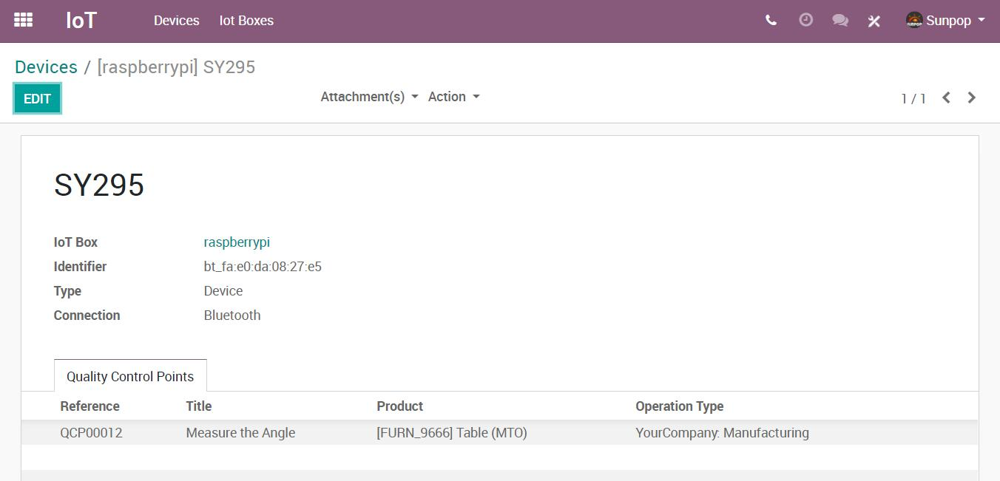 IoT Devices Iot Boxes Sunpop
Devices / [raspberrypi] SY295
EDIT Attachment(s) Action 1 / 1
SY295
IoT Box raspberrypi
Identifier bt_fa:e0:da:08:27:e5
Type Device
Connection Bluetooth
Quality Control Points
Reference Title Product Operation Type
QCP00012 Measure the Angle [FURN_9666] Table (MTO) YourCompany: Manufacturing